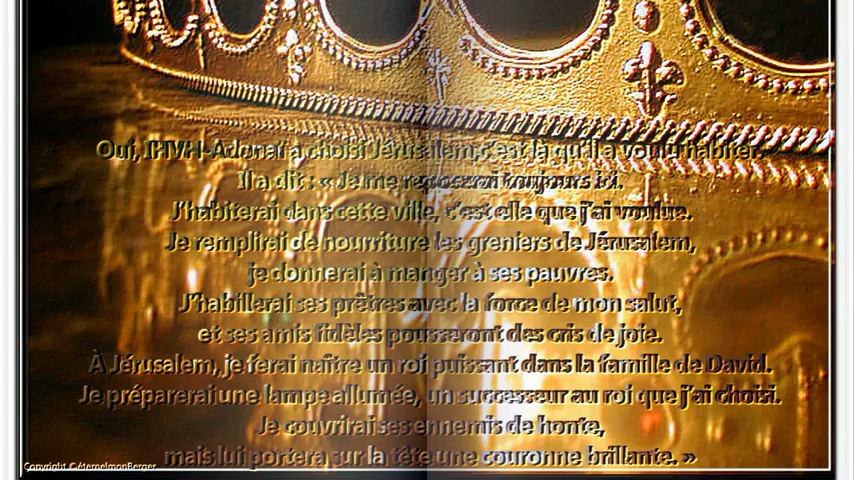 Oui, IHVH-Adonaï a choisi Jérusalem, c'est là qu'il a voulu habiter.
Il a dit : « Je me reposerai toujours ici.
J'habiterai dans cette ville, c'est elle que j'ai voulue.
Je remplirai de nourriture les greniers de Jérusalem,
je donnerai à manger à ses pauvres.
J'habillerai ses prêtres avec la force de mon salut,
et ses amis fidèles pousseront des cris de joie.
À Jérusalem, je ferai naître un roi puissant dans la famille de David.
Je préparerai une lampe allumée, un successeur au roi que j'ai choisi.
Je couvrirai ses ennemis de honte,
mais lui portera sur la tête une couronne brillante. »
Copyright ©éternelmonBerger